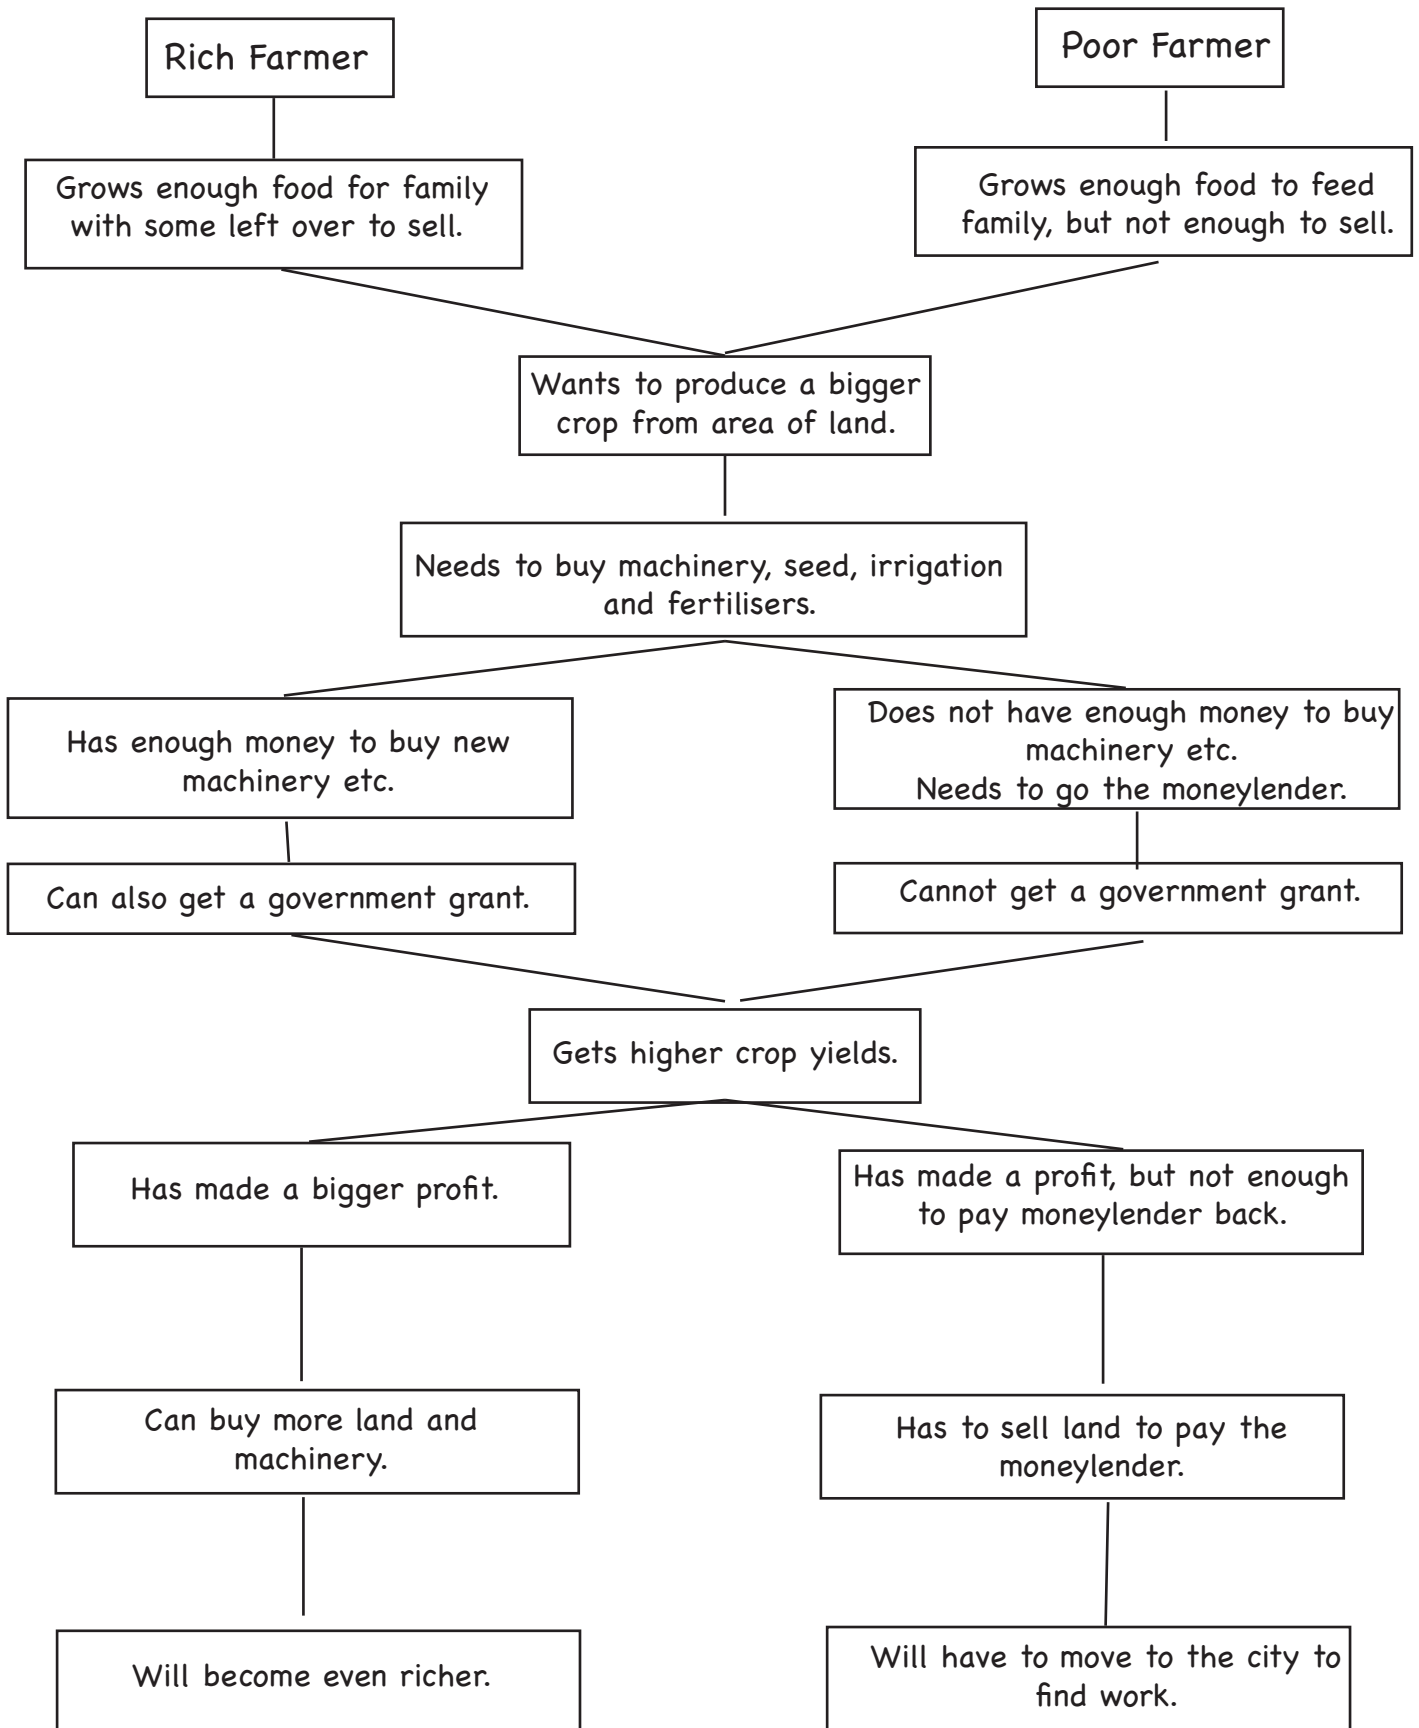 Rich Farmer
Poor Farmer
Grows enough food for family
with some left over to sell.
Grows enough food to feed
family, but not enough to sell.
Wants to produce a bigger
crop from area of land.
Needs to buy machinery, seed, irrigation
and fertilisers.
Has enough money to buy new
machinery etc.
Does not have enough money to buy
machinery etc.
Needs to go the moneylender.
Can also get a government grant.
Cannot get a government grant.
Gets higher crop yields.
Has made a bigger profit.
Has made a profit, but not enough
to pay moneylender back.
Can buy more land and
machinery.
Has to sell land to pay the
moneylender.
Will become even richer.
Will have to move to the city to
find work.